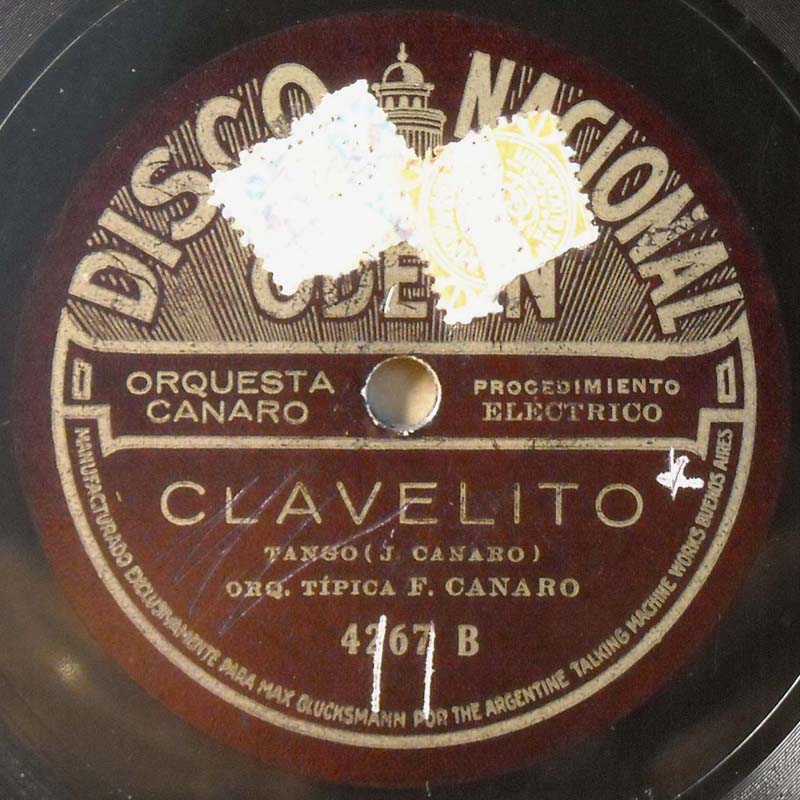 DISCO NACIONAL
ODEON
ORQUESTA
CANARO
PROCEDIMIENTO
ELÉCTRICO
CLAVELITO
TANGO (J. CANARO)
ORQ. TÍPICA F. CANARO
4267 B
MANUFACTURADO EXCLUSIVAMENTE PARA MAX GLUCKSMANN POR THE ARGENTINE TALKING MACHINE WORKS BUENOS AIRES